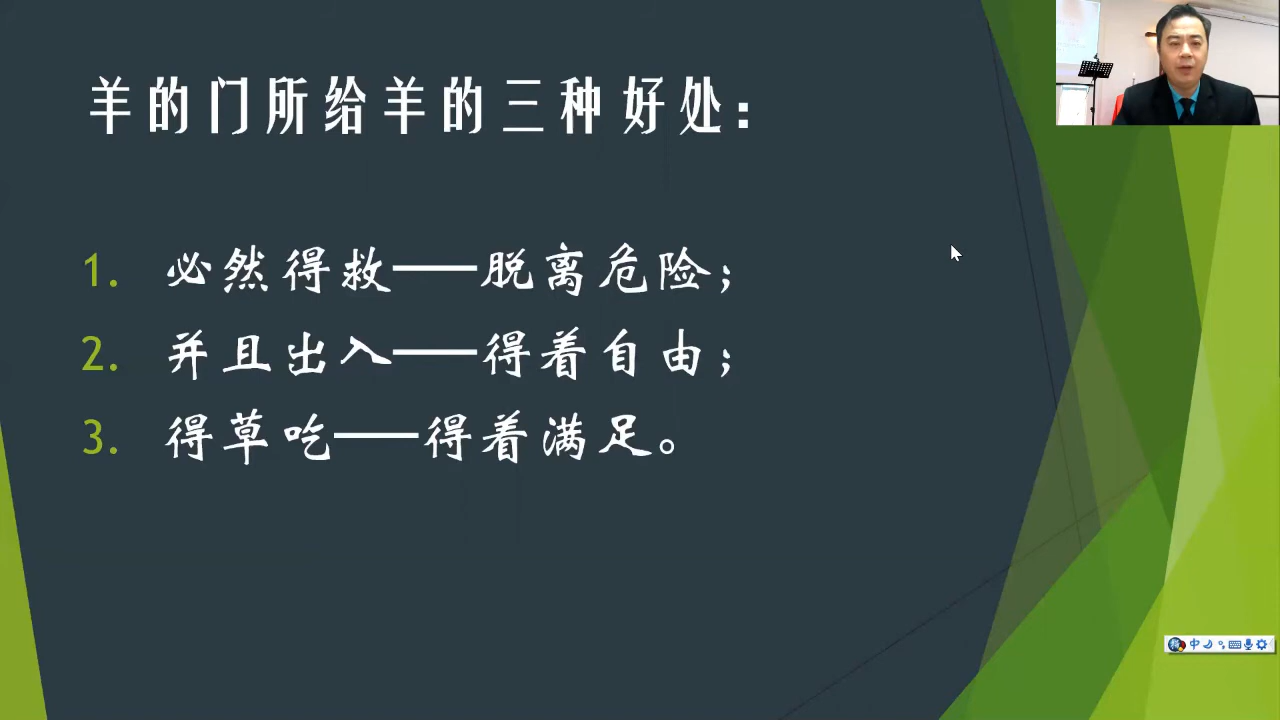 羊的门所给羊的三种好处：
1. 必然得救——脱离危险；
2. 并且出入——得着自由；
3. 得草吃——得着满足。
中